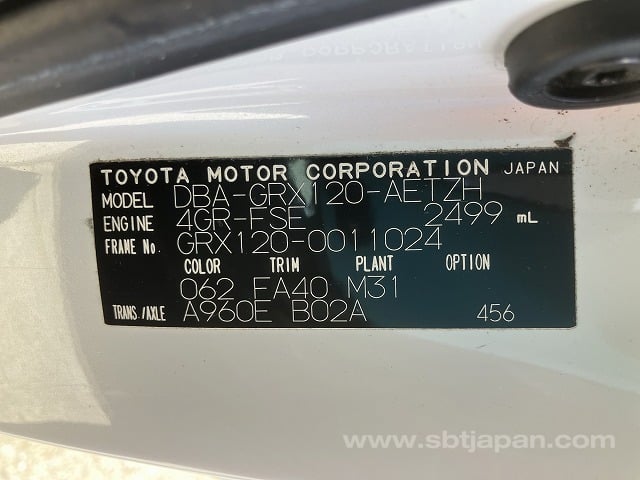 TOYOTA MOTOR CORPORATION JAPAN
MODEL DBA-GRX120-AETZH
ENGINE 4GR-FSE 2499 mL
FRAME No. GRX120-0011024
COLOR TRIM PLANT OPTION
062 FA40 M31
TRANS./AXLE A960E B02A 456
www.sbtjapan.com